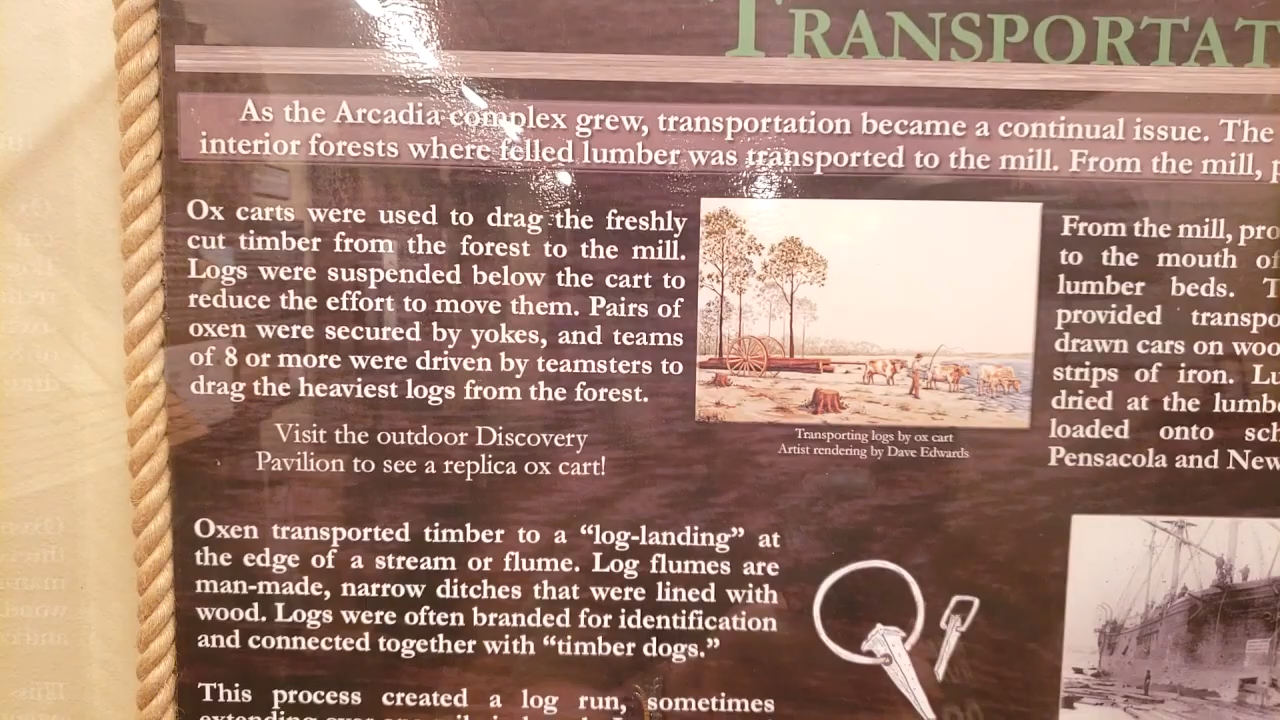 TRANSPORTAT
As the Arcadia complex grew, transportation became a continual issue. The
interior forests where felled lumber was transported to the mill. From the mill, p
Ox carts were used to drag the freshly
cut timber from the forest to the mill.
Logs were suspended below the cart to
reduce the effort to move them. Pairs of
oxen were secured by yokes, and teams
of 8 or more were driven by teamsters to
drag the heaviest logs from the forest.
Visit the outdoor Discovery
Pavilion to see a replica ox cart!
Transporting logs by ox cart
Artist rendering by Dave Edwards
From the mill, pro
to the mouth of
lumber beds. T
provided transpo
drawn cars on woo
strips of iron. Lu
dried at the lumbe
loaded onto sch
Pensacola and New
Oxen transported timber to a “log-landing” at
the edge of a stream or flume. Log flumes are
man-made, narrow ditches that were lined with
wood. Logs were often branded for identification
and connected together with “timber dogs.”
This process created a log run, sometimes